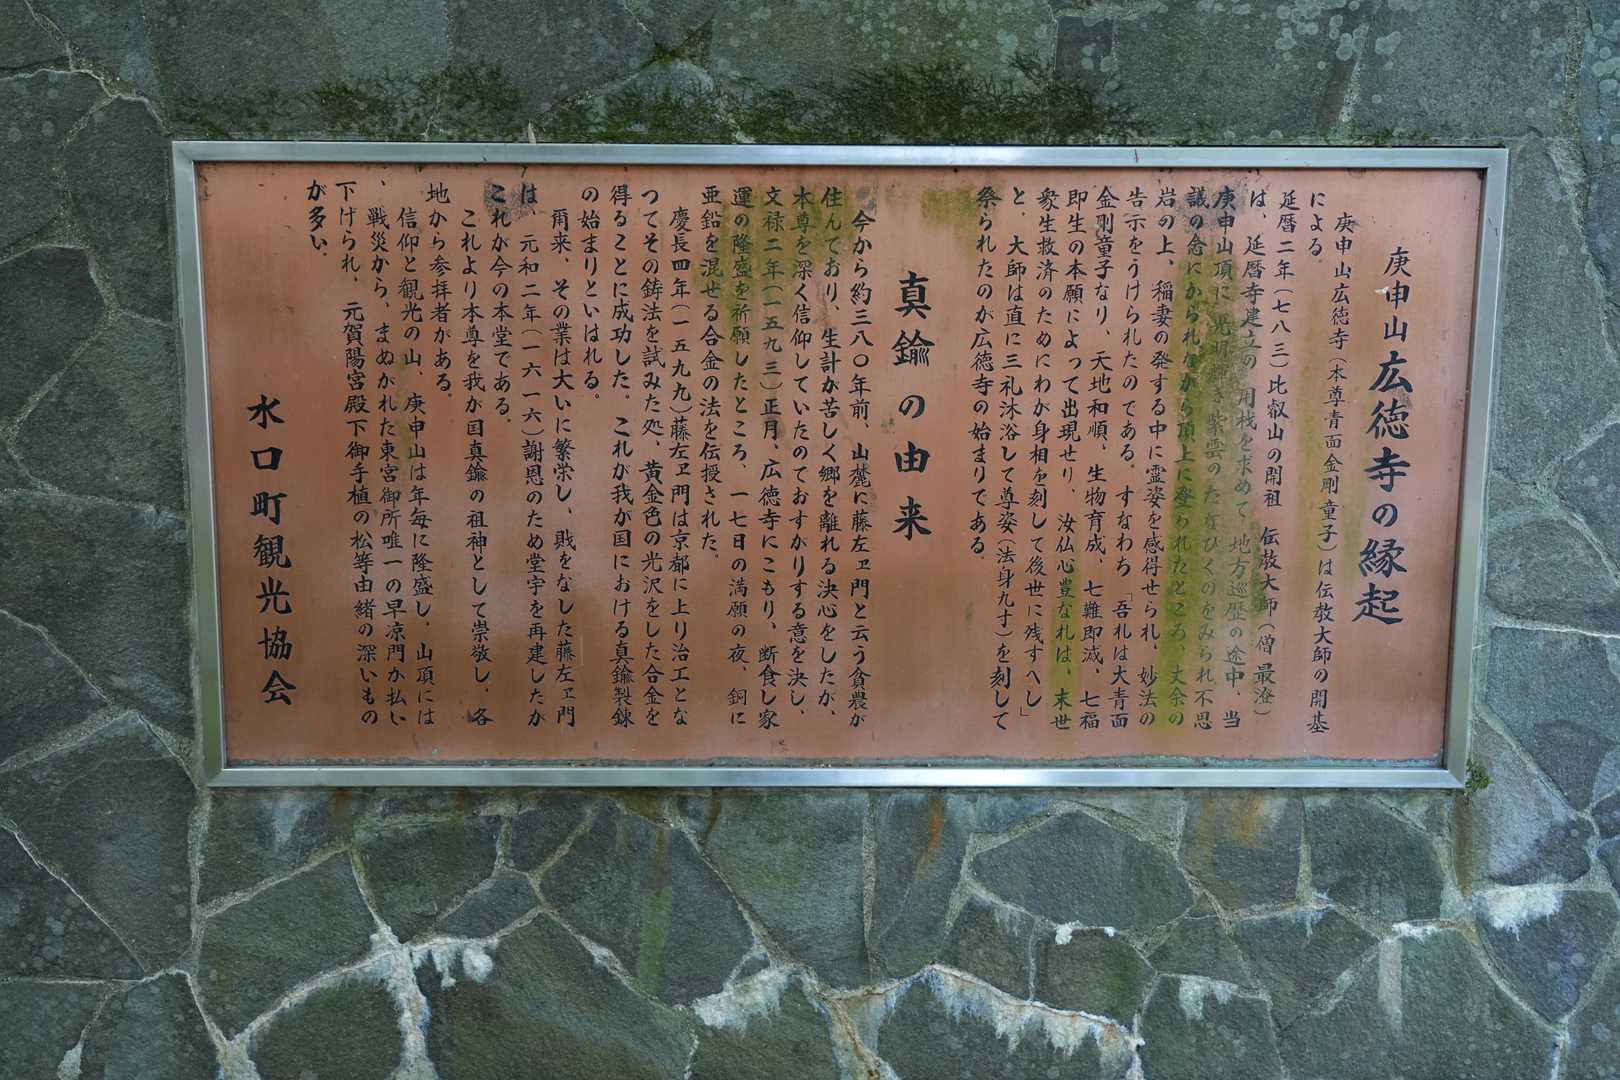 庚申山広徳寺の縁起
庚申山広徳寺(本尊青面金剛童子)は伝教大師の開基
による。
延暦二年(七八三)比叡山の開祖 伝教大師(僧最澄)
は、延暦寺建立の用材を求めて地方巡歴の途中、当
庚申山頂に光明 紫雲のたなびくのをみられ不思
議の念にかられながら頂上に登られたところ、丈余の
岩の上、稲妻の発する中に霊姿を感得せられ、妙法の
告示をうけられたのである。すなわち「吾礼は大青面
金剛童子なり、天地和順、生物育成、七難即滅、七福
即生の本願によって出現せり、汝仏心豊な礼は、末世
衆生救済のためにわが身相を刻して後世に残すへし」
と。大師は直に三礼沐浴して尊姿(法身九寸)を刻して
祭られたのが広徳寺の始まりである。
真鍮の由来
今から約三八〇年前、山麓に藤左ヱ門と云う貧農が
住んでおり、生計が苦しく郷を離れる決心をしたが、
本尊を深く信仰していたのておすがりする意を決し、
文禄二年(一五九三)正月、広徳寺にこもり、断食し家
運の隆盛を祈願したところ、一七日の満願の夜、銅に
亜鉛を混せる合金の法を伝授された。
慶長四年(一五九九)藤左ヱ門は京都に上り冶工とな
つてその鋳法を試みた処、黄金色の光沢をした合金を
得ることに成功した。これが我が国における真鍮製錬
の始まりといはれる。
爾来、その業は大いに繁栄し、財をなした藤左ヱ門
は、元和二年(一六一六)謝恩のため堂宇を再建したが
これが今の本堂である。
これより本尊を我が国真鍮の祖神として崇敬し、各
地から参拝者がある。
信仰と観光の山、庚申山は年毎に隆盛し、山頂には
、戦災から、まぬがれた東宮御所唯一の早涼門か払い
下げられ、元賀陽宮殿下御手植の松等由緒の深いもの
が多い。
水口町観光協会